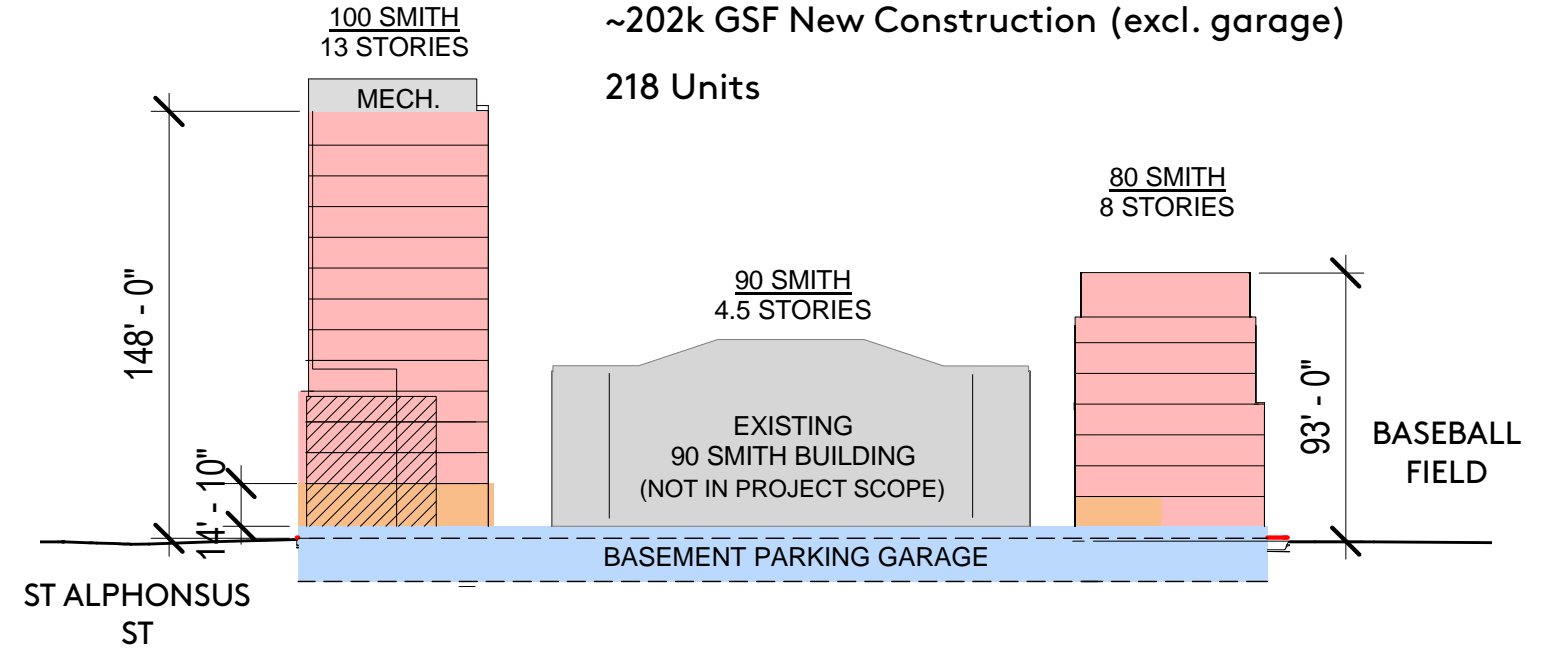 100 SMITH
13 STORIES
~202k GSF New Construction (excl. garage)
218 Units
MECH.
80 SMITH
8 STORIES
90 SMITH
4.5 STORIES
148' - 0"
14' - 10"
93' - 0"
EXISTING
90 SMITH BUILDING
(NOT IN PROJECT SCOPE)
BASEBALL
FIELD
BASEMENT PARKING GARAGE
ST ALPHONSUS
ST